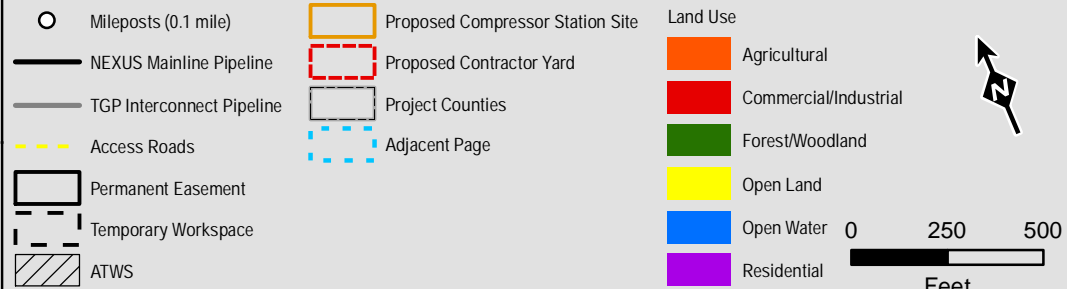 Mileposts (0.1 mile)
NEXUS Mainline Pipeline
TGP Interconnect Pipeline
Access Roads
Permanent Easement
Temporary Workspace
ATWS
Proposed Compressor Station Site
Proposed Contractor Yard
Project Counties
Adjacent Page
Land Use
Agricultural
Commercial/Industrial
Forest/Woodland
Open Land
Open Water
Residential
N
0 250 500
Feet